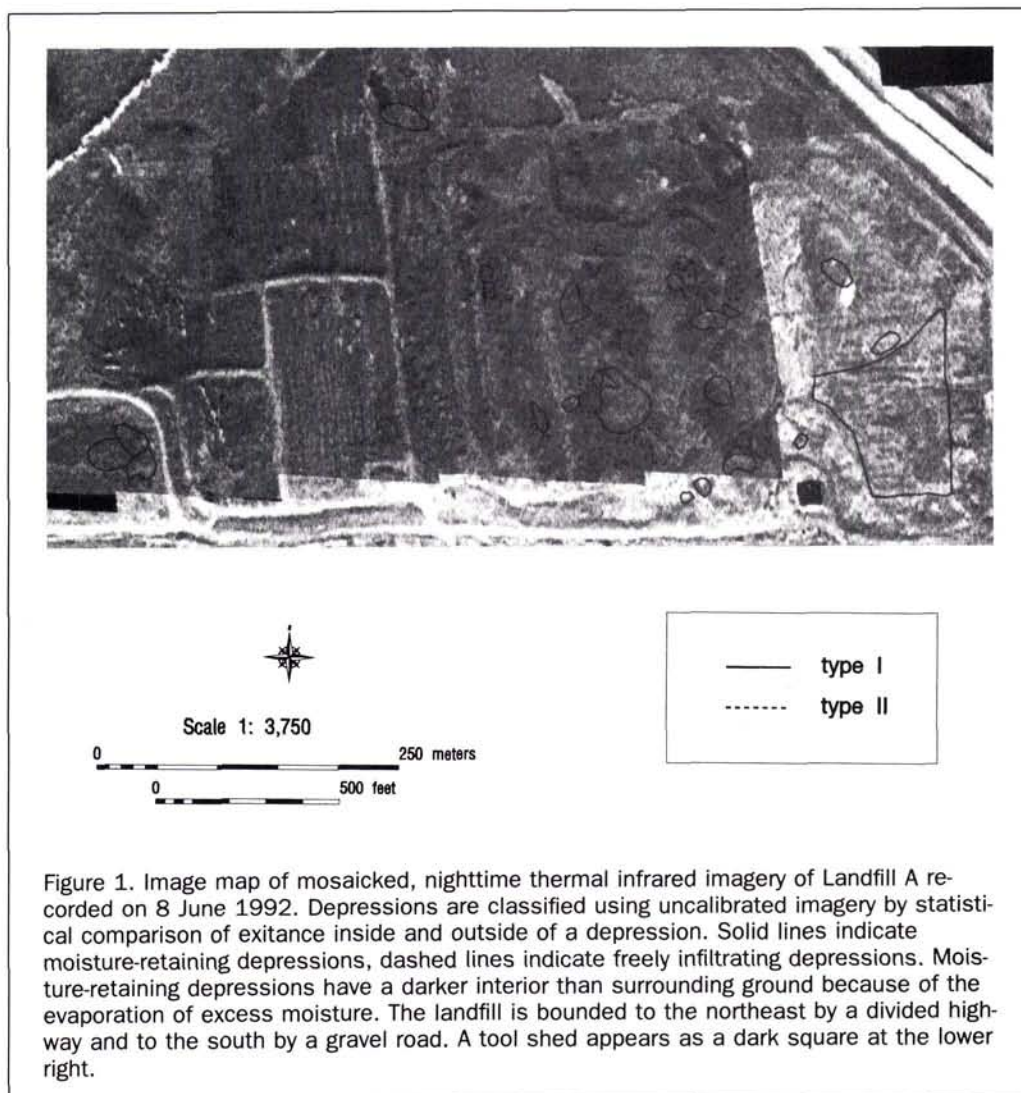 Scale 1: 3,750
0 250 meters
0 500 feet
type I
type II
Figure 1. Image map of mosaicked, nighttime thermal infrared imagery of Landfill A re-
corded on 8 June 1992. Depressions are classified using uncalibrated imagery by statisti-
cal comparison of exitance inside and outside of a depression. Solid lines indicate
moisture-retaining depressions, dashed lines indicate freely infiltrating depressions. Mois-
ture-retaining depressions have a darker interior than surrounding ground because of the
evaporation of excess moisture. The landfill is bounded to the northeast by a divided high-
way and to the south by a gravel road. A tool shed appears as a dark square at the lower
right.